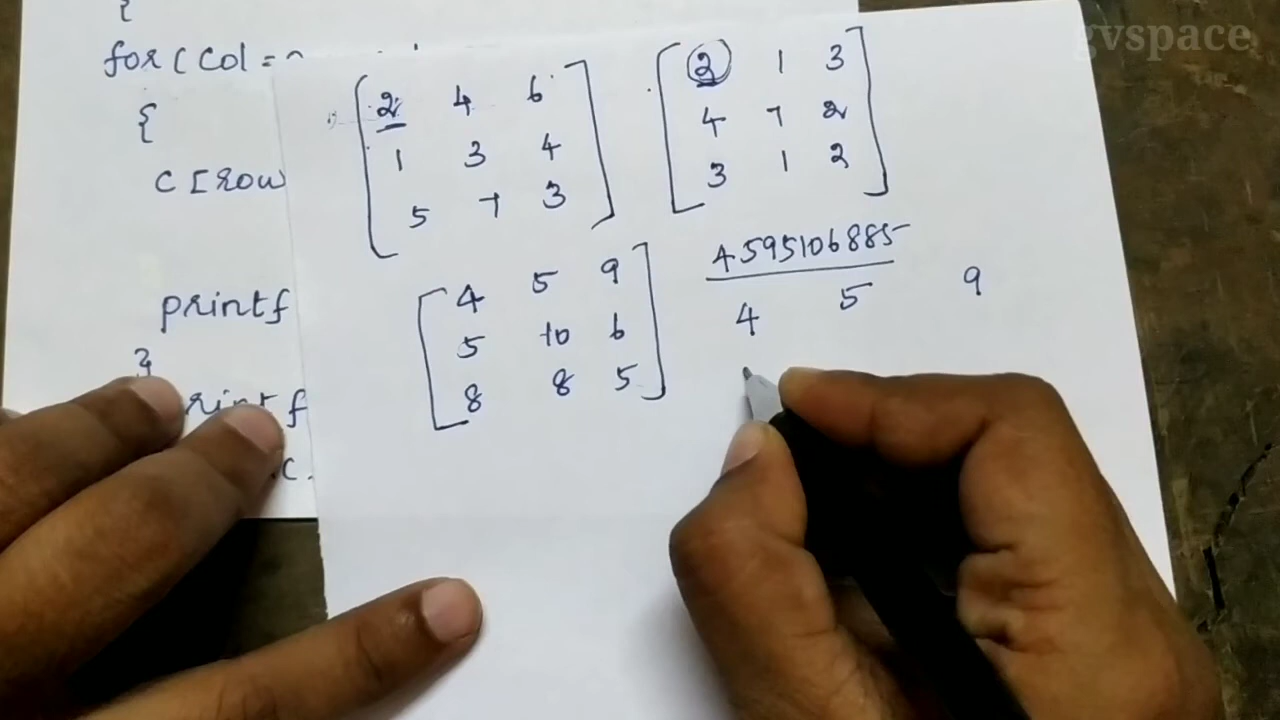 {
for ( Col =
{
c [row
printf
}
printf
gvspace
2 4 6
1 3 4
5 7 3
2 1 3
4 7 2
3 1 2
4 5 9
5 10 6
8 8 5
4595106885
4 5 9